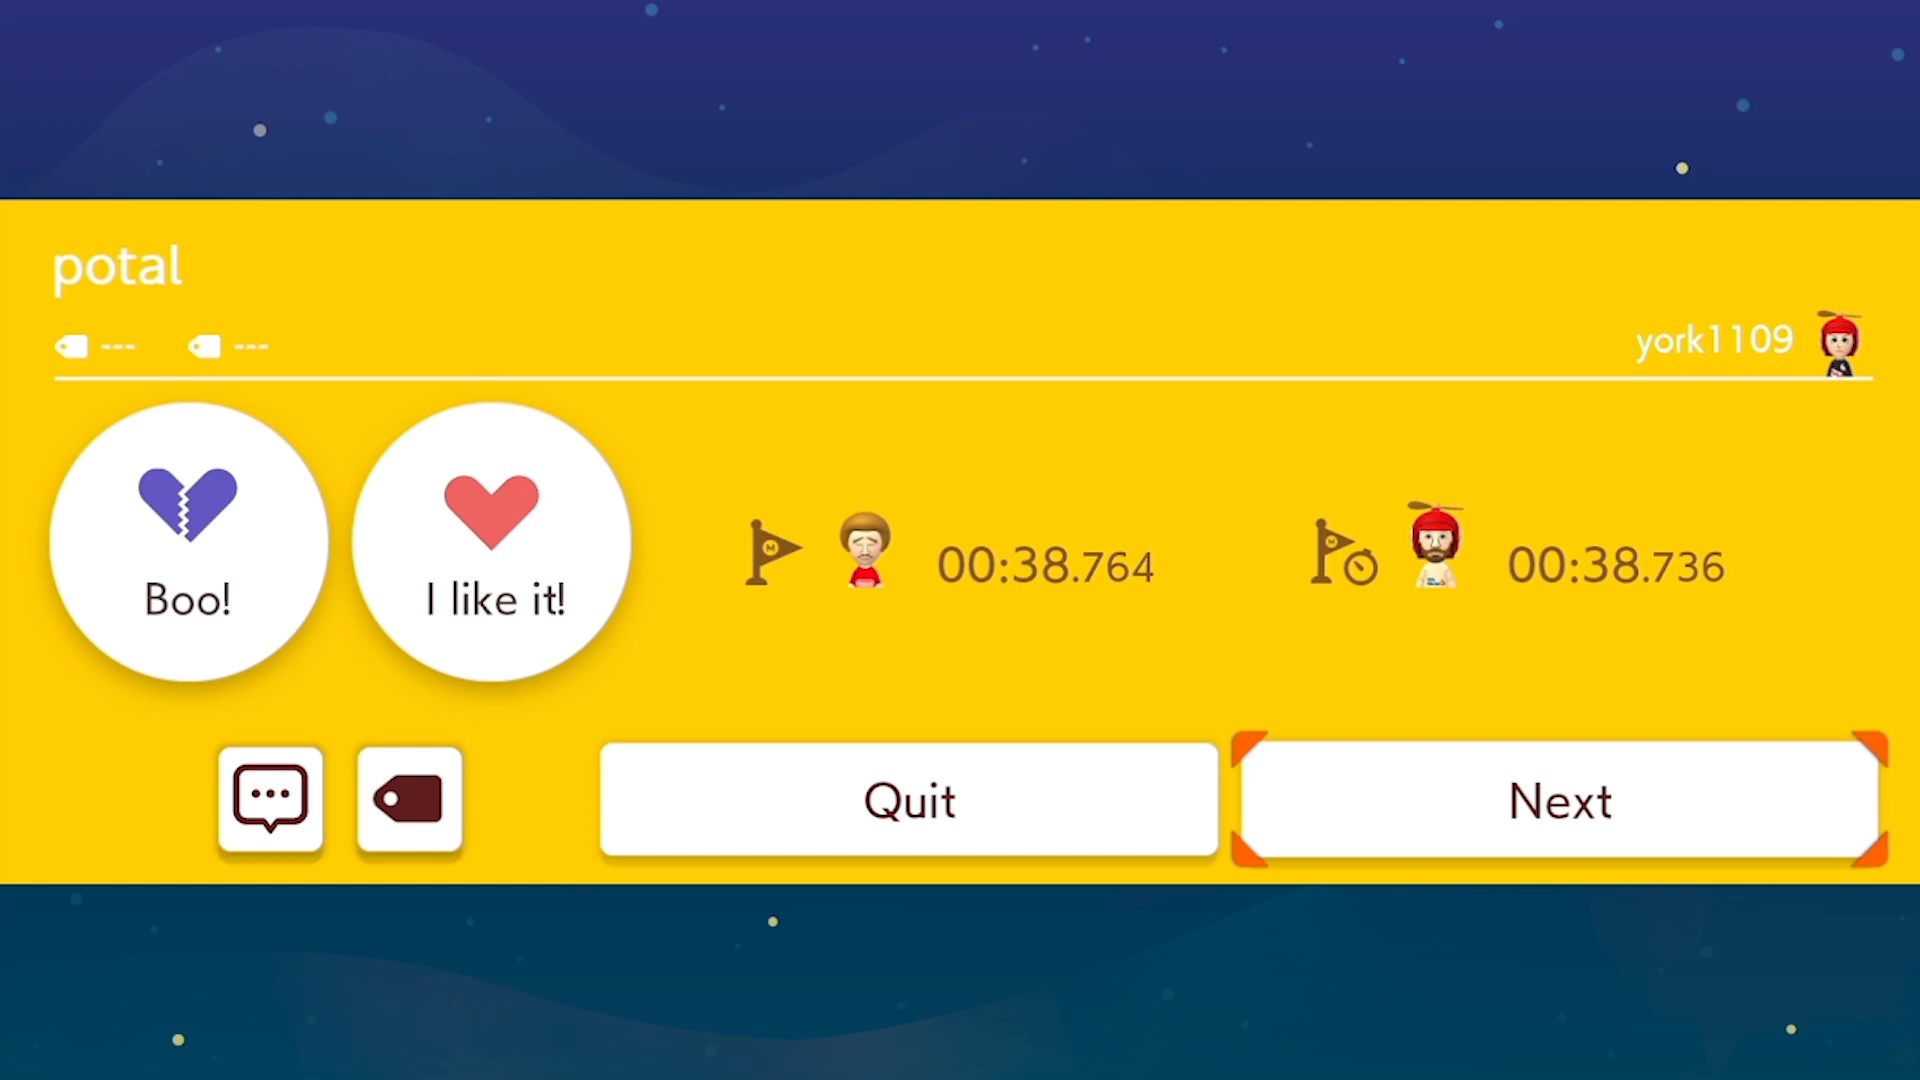 potal
--- ---
york1109
Boo!
I like it!
M 00:38.764
M 00:38.736
Quit
Next